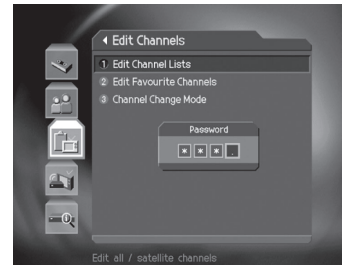 Edit Channels
1 Edit Channel Lists
2 Edit Favourite Channels
3 Channel Change Mode
Password
* * * .
Edit all / satellite channels